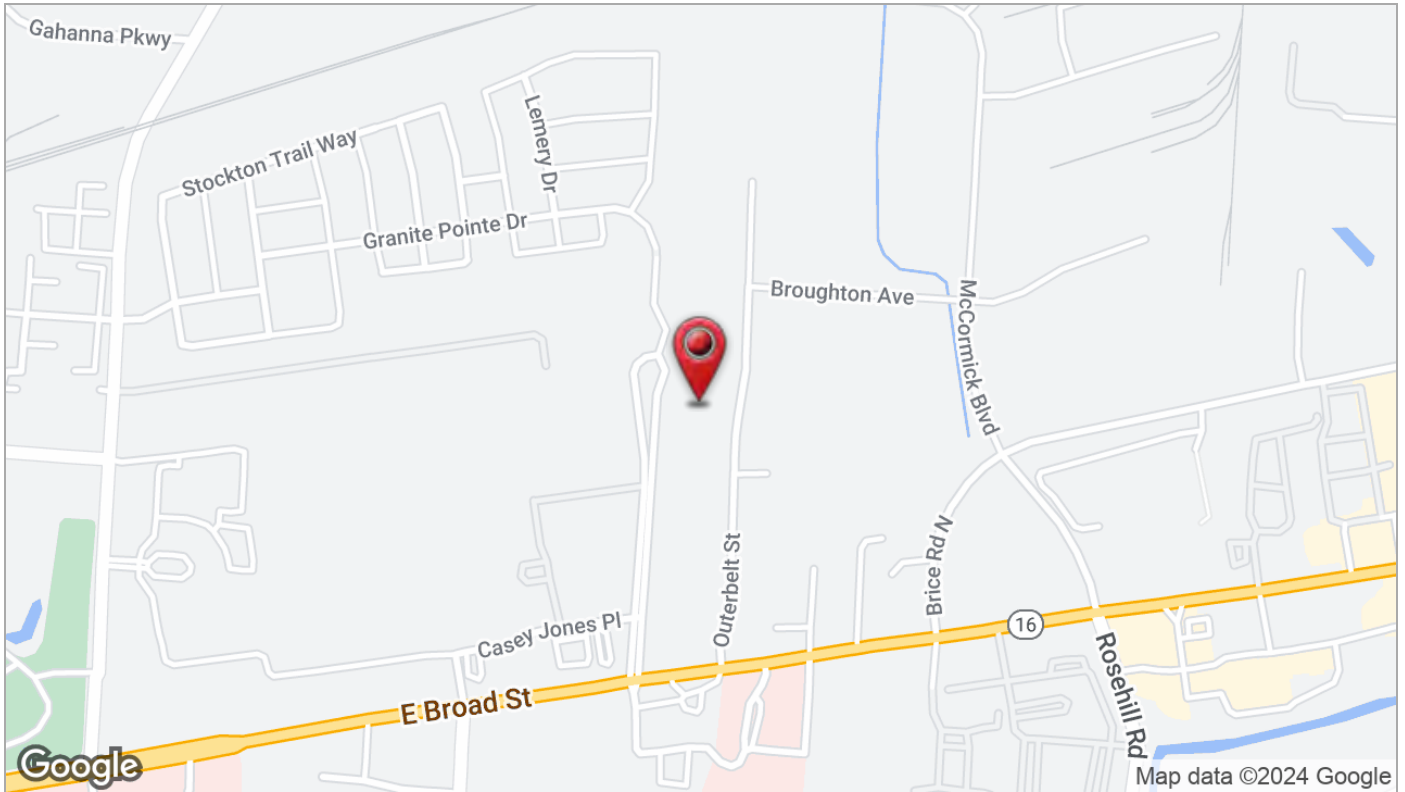 Gahanna Pkwy
Lemery Dr
Stockton Trail Way
Granite Pointe Dr
Broughton Ave
McCormick Blvd
Brice Rd N
Outerbelt St
Casey Jones Pl
16
E Broad St
Rosehill Rd
Google
Map data ©2024 Google